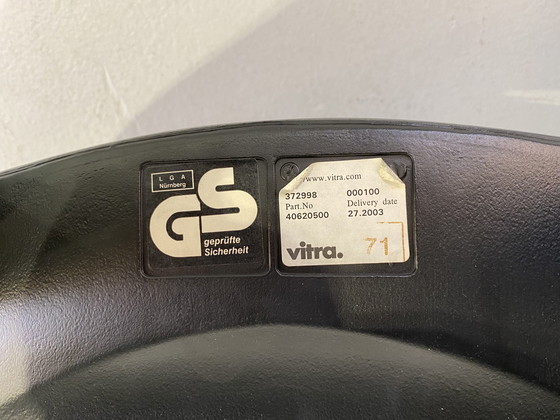 L G A
Nürnberg
GS
geprüfte
Sicherheit
www.vitra.com
372998 000100
Part.No Delivery date
40620500 27.2003
vitra. 71